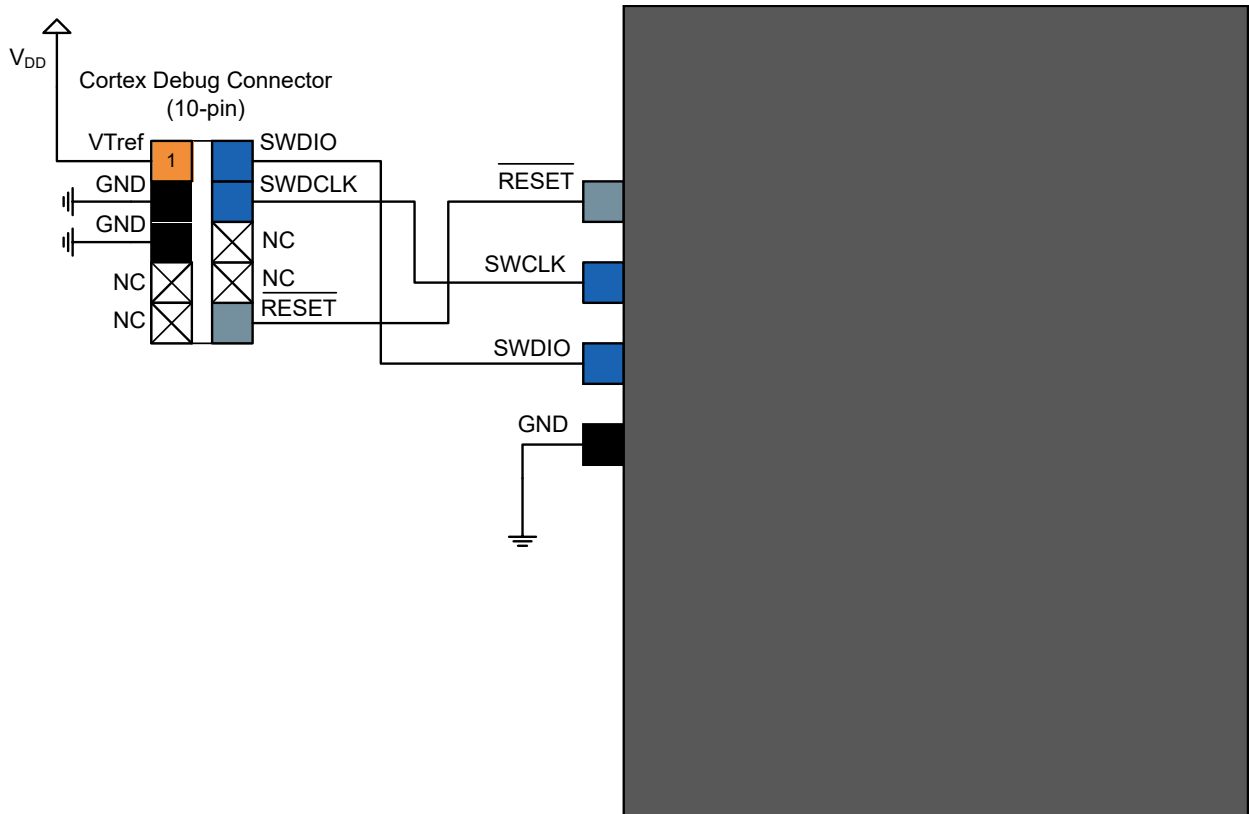 V_DD
Cortex Debug Connector
(10-pin)
VTref
1
SWDIO
GND
SWDCLK
GND
NC
NC
NC
NC
RESET
RESET
SWCLK
SWDIO
GND